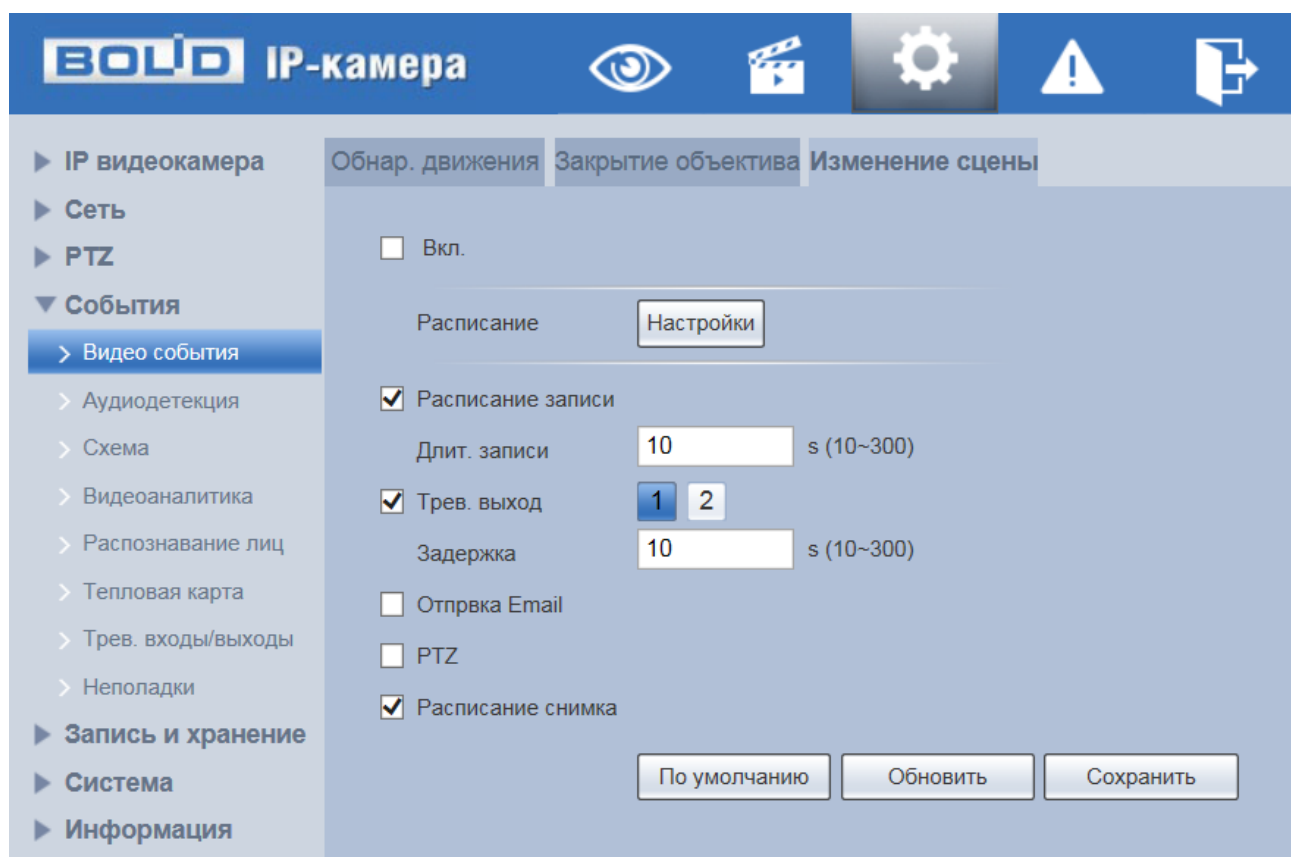 BOLID IP-камера
IP видеокамера
Сеть
PTZ
События
Видео события
Аудиодетекция
Схема
Видеоаналитика
Распознавание лиц
Тепловая карта
Трев. входы/выходы
Неполадки
Запись и хранение
Система
Информация
Обнар. движения Закрытие объектива Изменение сцены
Вкл.
Расписание Настройки
Расписание записи
Длит. записи 10 s (10~300)
Трев. выход 1 2
Задержка 10 s (10~300)
Отпрвка Email
PTZ
Расписание снимка
По умолчанию Обновить Сохранить